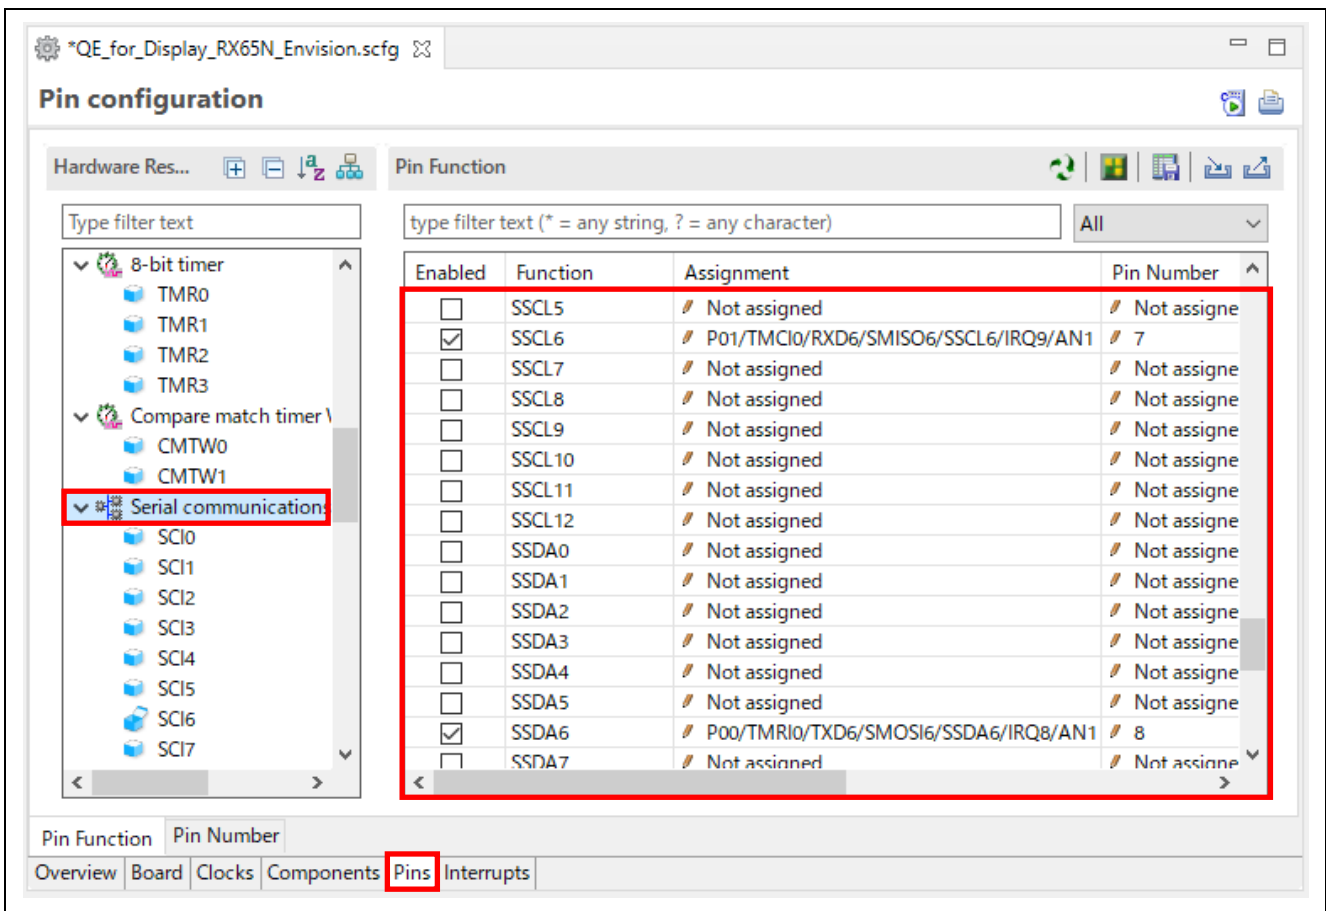 *QE_for_Display_RX65N_Envision.scfg
Pin configuration
Hardware Res...
Type filter text
8-bit timer
TMR0
TMR1
TMR2
TMR3
Compare match timer
CMTW0
CMTW1
Serial communications
SCI0
SCI1
SCI2
SCI3
SCI4
SCI5
SCI6
SCI7
Pin Function
type filter text (* = any string, ? = any character)
All
Enabled Function Assignment Pin Number
SSCL5 Not assigned Not assigne
SSCL6 P01/TMCI0/RXD6/SMISO6/SSCL6/IRQ9/AN1 7
SSCL7 Not assigned Not assigne
SSCL8 Not assigned Not assigne
SSCL9 Not assigned Not assigne
SSCL10 Not assigned Not assigne
SSCL11 Not assigned Not assigne
SSCL12 Not assigned Not assigne
SSDA0 Not assigned Not assigne
SSDA1 Not assigned Not assigne
SSDA2 Not assigned Not assigne
SSDA3 Not assigned Not assigne
SSDA4 Not assigned Not assigne
SSDA5 Not assigned Not assigne
SSDA6 P00/TMRI0/TXD6/SMOSI6/SSDA6/IRQ8/AN1 8
SSDA7 Not assigned Not assigne
Pin Function Pin Number
Overview Board Clocks Components Pins Interrupts